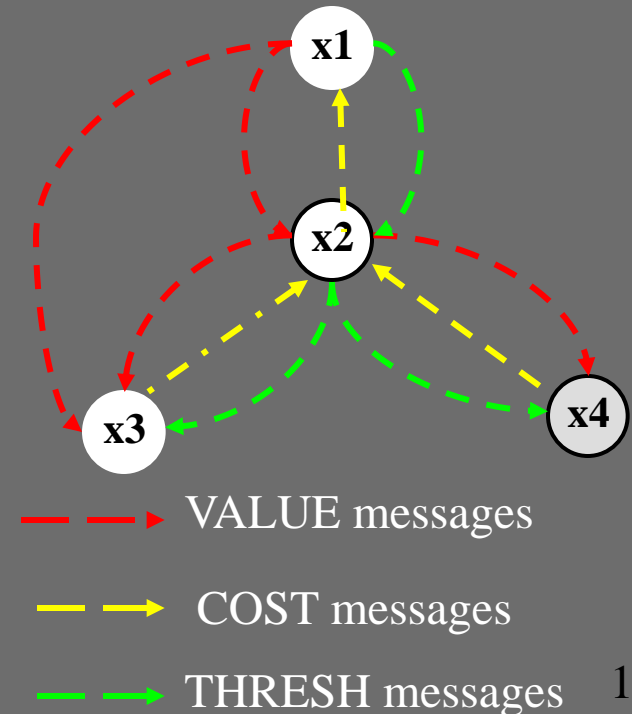 x1
x2
x3
x4
VALUE messages
COST messages
THRESH messages
1